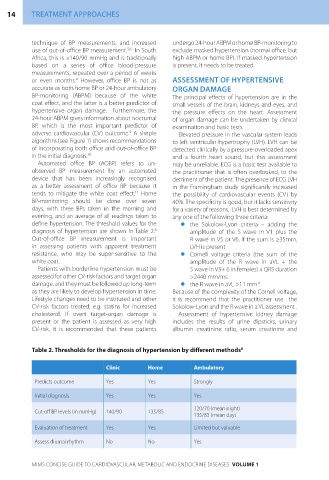 14 TREATMENT APPROACHES
technique of BP measurements, and increased
use of out-of-office BP measurement. In South
Africa, this is ≥140/90 mmHg and is traditionally
based on a series of office blood-pressure
measurements, repeated over a period of weeks
or even months. However, office BP is not as
accurate as both home BP or 24-hour ambulatory
BP-monitoring (ABPM) because of the white
coat effect, and the latter is a better predictor of
hypertensive organ damage. Furthermore, the
24-hour ABPM gives information about nocturnal
BP, which is the most important predictor of
adverse cardiovascular (CV) outcome. A simple
algorithm (see Figure 1) shows recommendations
of incorporating both office and out-of-office BP
in the initial diagnosis.
Automated office BP (AOBP) refers to un-
observed BP measurement by an automated
device that has been increasingly recognised
as a better assessment of office BP because it
tends to mitigate the white coat effect. Home
BP-monitoring should be done over seven
days, with three BPs taken in the morning and
evening, and an average of all readings taken to
define hypertension. The threshold values for the
diagnosis of hypertension are shown in Table 2.
Out-of-office BP measurement is important
in assessing patients with apparent treatment
resistance, who may be super-sensitive to the
white coat.
Patients with borderline hypertension must be
assessed for other CV-risk factors and target organ
damage, and they must be followed up long-term
as they are likely to develop hypertension in time.
Lifestyle changes need to be instituted and other
CV-risk factors treated, e.g. statins for increased
cholesterol. If overt target-organ damage is
present or the patient is assessed as very high
CV-risk, it is recommended that these patients
undergo 24-hour ABPM or home BP-monitoring to
exclude masked hypertension. (normal office, but
high ABPM or home BP). If masked hypertension
is present, it needs to be treated.
ASSESSMENT OF HYPERTENSIVE
ORGAN DAMAGE
The principal effects of hypertension are in the
small vessels of the brain, kidneys and eyes, and
the pressure effects on the heart. Assessment
of organ damage can be undertaken by clinical
examination and basic tests.
Elevated pressure in the vascular system leads
to left ventricular hypertrophy (LVH). LVH can be
detected clinically by a pressure-overloaded apex
and a fourth heart sound, but this assessment
may be unreliable. ECG is a basic test available to
the practitioner that is often overlooked, to the
detriment of the patient. The presence of ECG LVH
in the Framingham study significantly increased
the possibility of cardiovascular events (CV) by
40%. The specificity is good, but it lacks sensitivity
for a variety of reasons. LVH is best determined by
any one of the following three criteria:
● the Sokolow-Lyon criteria – adding the
amplitude of the S wave in V1 plus the
R wave in V5 or V6. If the sum is ≥35mm,
LVH is present
● Cornell voltage criteria (the sum of the
amplitude of the R wave in aVL + the
S wave in V3 + 6 in females) x QRS duration
>2440 mm/ms
● the R wave in aVL >11 mm.
Because of the complexity of the Cornell voltage,
it is recommend that the practitioner use the
Sokolow-Lyon and the R wave in aVL assessment.
Assessment of hypertensive kidney damage
includes the results of urine dipsticks, urinary
albumin creatinine ratio, serum creatinine and
Table 2. Thresholds for the diagnosis of hypertension by different methods
Clinic Home Ambulatory
Predicts outcome Yes Yes Strongly
Initial diagnosis Yes Yes Yes
Cut-off BP levels (in mmHg) 140/90 135/85 120/70 (mean night)
135/85 (mean day)
Evaluation of treatment Yes Yes Limited but valuable
Assess diurnal rhythm No No Yes
MIMS CONCISE GUIDE TO CARDIOVASCULAR, METABOLIC AND ENDOCRINE DISEASES VOLUME 1